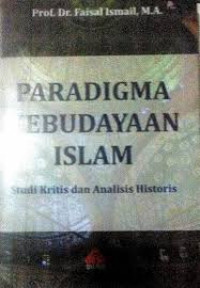 Prof. Dr. Faisal Ismail, M.A.
PARADIGMA
KEBUDAYAAN
ISLAM
Studi Kritis dan Analisis Historis